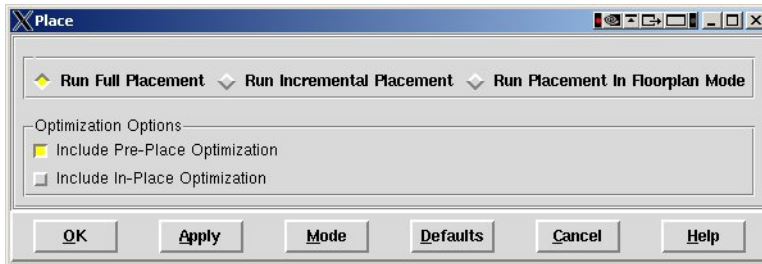 Place
Run Full Placement Run Incremental Placement Run Placement In Floorplan Mode
Optimization Options
Include Pre-Place Optimization
Include In-Place Optimization
OK Apply Mode Defaults Cancel Help